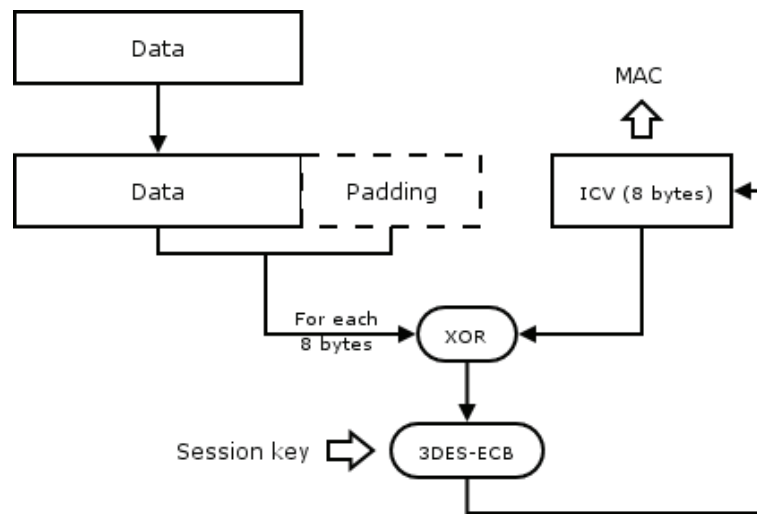 Data
MAC
Data
Padding
ICV (8 bytes)
For each
8 bytes
XOR
Session key
3DES-ECB